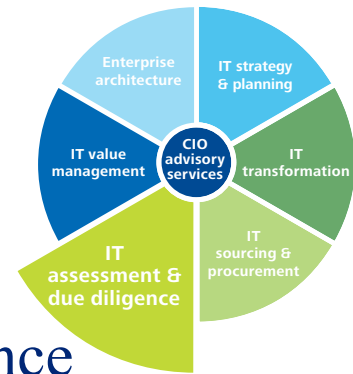 Enterprise
architecture
IT strategy
& planning
IT value
management
CIO
advisory
services
IT
transformation
IT
assessment &
due diligence
IT
sourcing &
procurement